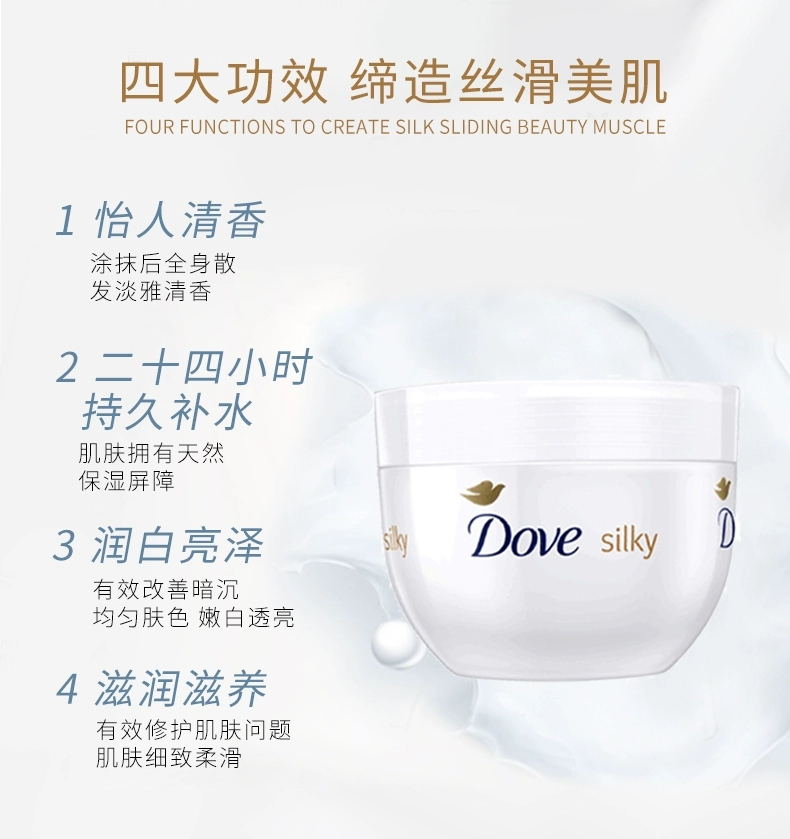 四大功效 缔造丝滑美肌
FOUR FUNCTIONS TO CREATE SILK SLIDING BEAUTY MUSCLE
1 怡人清香
涂抹后全身散
发淡雅清香
2 二十四小时
持久补水
肌肤拥有天然
保湿屏障
3 润白亮泽
有效改善暗沉
均匀肤色 嫩白透亮
4 滋润滋养
有效修护肌肤问题
肌肤细致柔滑
silky
Dove silky
D